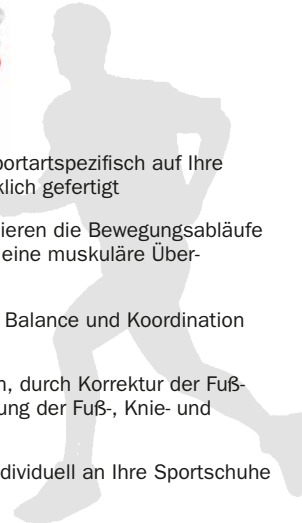 portartspezifisch auf Ihre
klich gefertigt
ieren die Bewegungsabläufe
eine muskuläre Über-
Balance und Koordination
n, durch Korrektur der Fuß-
ung der Fuß-, Knie- und
dividuell an Ihre Sportschuhe